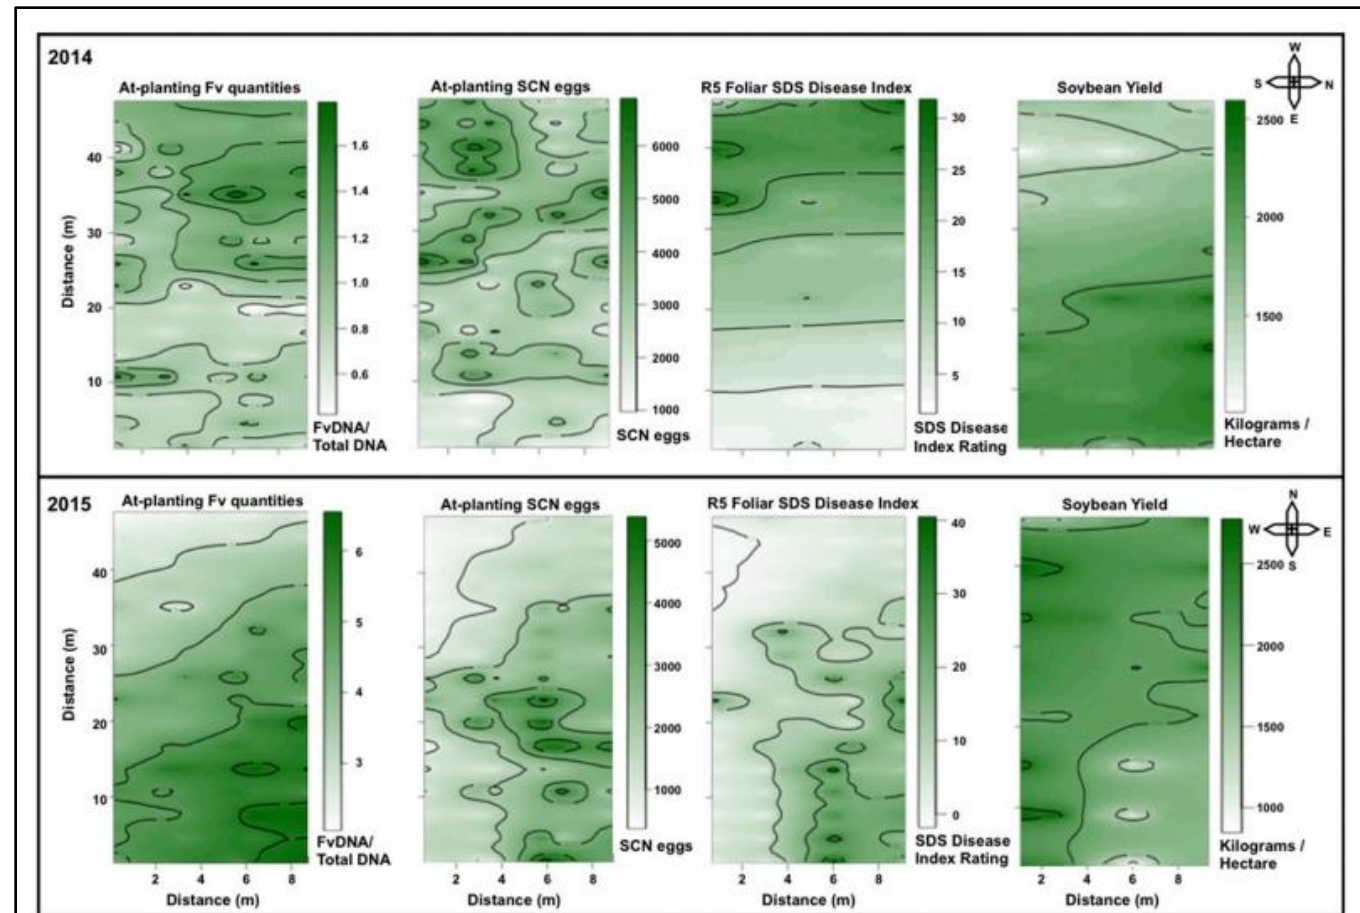 2014
W
S N
E
At-planting Fv quantities
At-planting SCN eggs
R5 Foliar SDS Disease Index
Soybean Yield
Distance (m)
40
30
20
10
1.6
1.4
1.2
1.0
0.8
0.6
FvDNA/
Total DNA
6000
5000
4000
3000
2000
1000
SCN eggs
30
25
20
15
10
5
SDS Disease
Index Rating
2500
2000
1500
Kilograms /
Hectare
2015
N
W E
S
At-planting Fv quantities
At-planting SCN eggs
R5 Foliar SDS Disease Index
Soybean Yield
Distance (m)
40
30
20
10
6
5
4
3
FvDNA/
Total DNA
5000
4000
3000
2000
1000
SCN eggs
40
30
20
10
0
SDS Disease
Index Rating
2500
2000
1500
1000
Kilograms /
Hectare
2 4 6 8
2 4 6 8
2 4 6 8
2 4 6 8
Distance (m)
Distance (m)
Distance (m)
Distance (m)